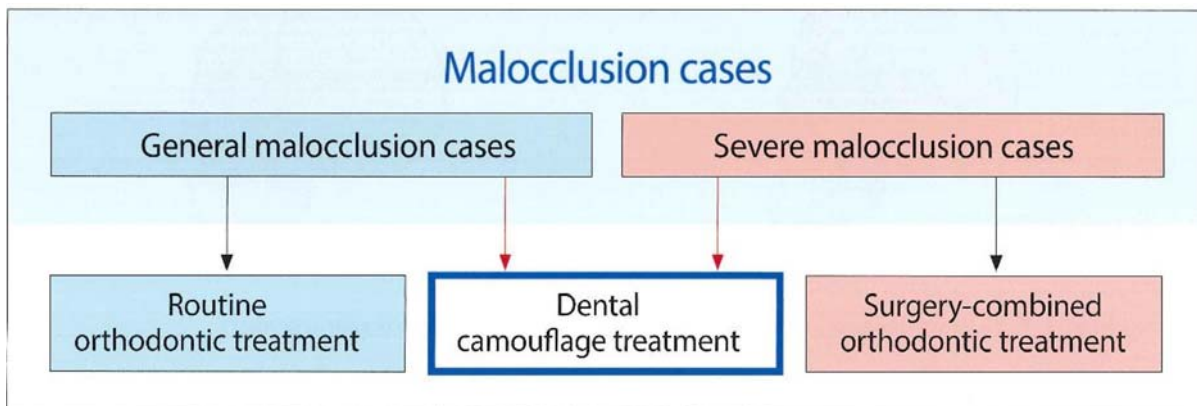 Malocclusion cases
General malocclusion cases
Severe malocclusion cases
Routine
orthodontic treatment
Dental
camouflage treatment
Surgery-combined
orthodontic treatment